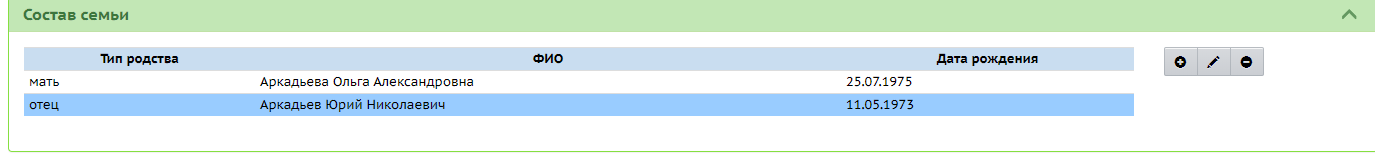 Состав семьи
Тип родства ФИО Дата рождения
мать Аркадьева Ольга Александровна 25.07.1975
отец Аркадьев Юрий Николаевич 11.05.1973